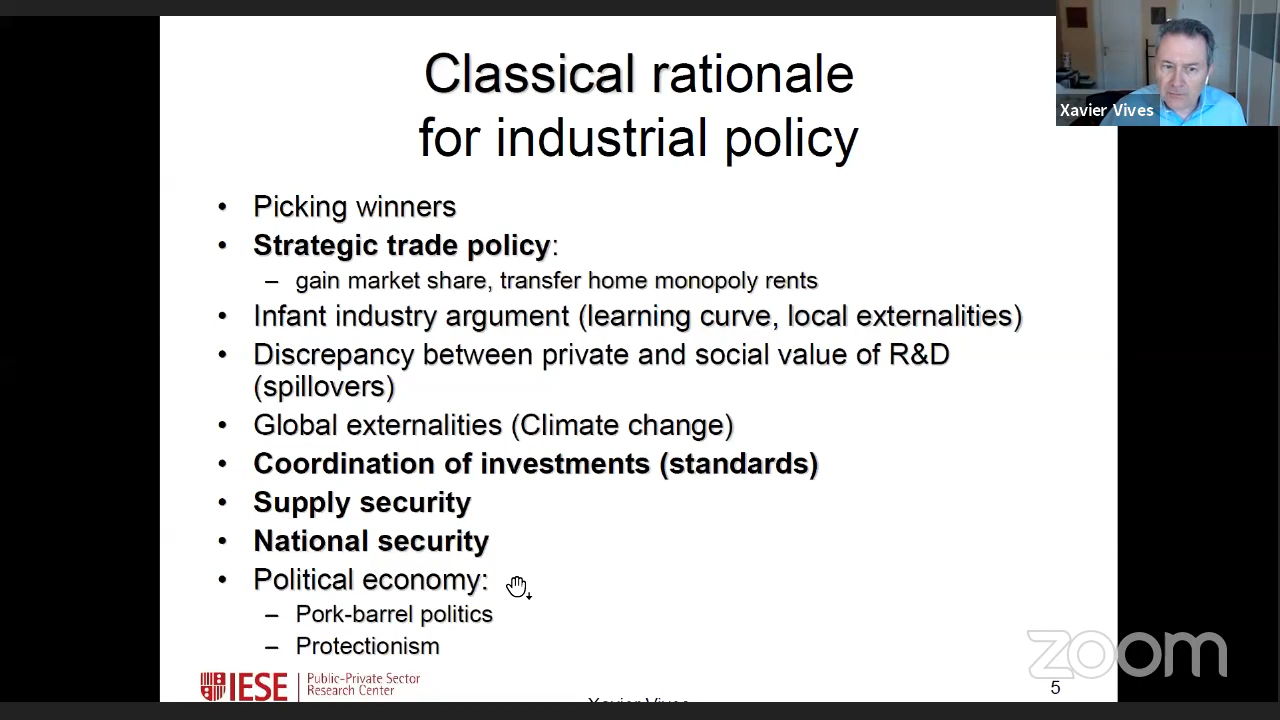 Classical rationale
for industrial policy
Xavier Vives
• Picking winners
• Strategic trade policy:
– gain market share, transfer home monopoly rents
• Infant industry argument (learning curve, local externalities)
• Discrepancy between private and social value of R&D
(spillovers)
• Global externalities (Climate change)
• Coordination of investments (standards)
• Supply security
• National security
• Political economy:
– Pork-barrel politics
– Protectionism
zoom
IESE
Public-Private Sector
Research Center
5
Xavier Vives